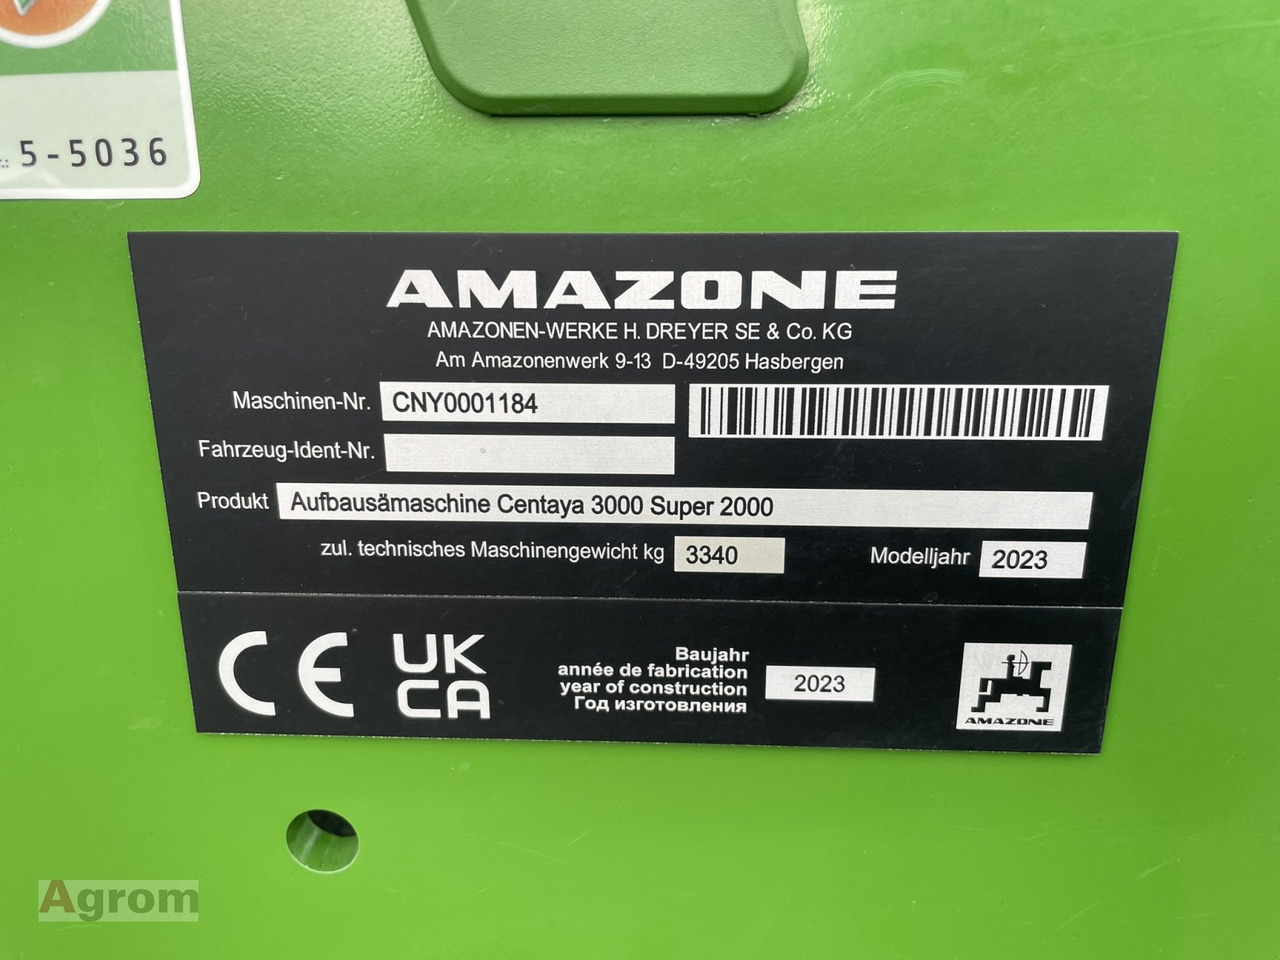 5-5036
AMAZONE
AMAZONEN-WERKE H. DREYER SE & Co. KG
Am Amazonenwerk 9-13 D-49205 Hasbergen
Maschinen-Nr. CNY0001184
Fahrzeug-Ident-Nr.
Produkt Aufbausämaschine Centaya 3000 Super 2000
zul. technisches Maschinengewicht kg 3340 Modelljahr 2023
CE UK CA
Baujahr
année de fabrication
year of construction 2023
Год изготовления
AMAZONE
Agrom